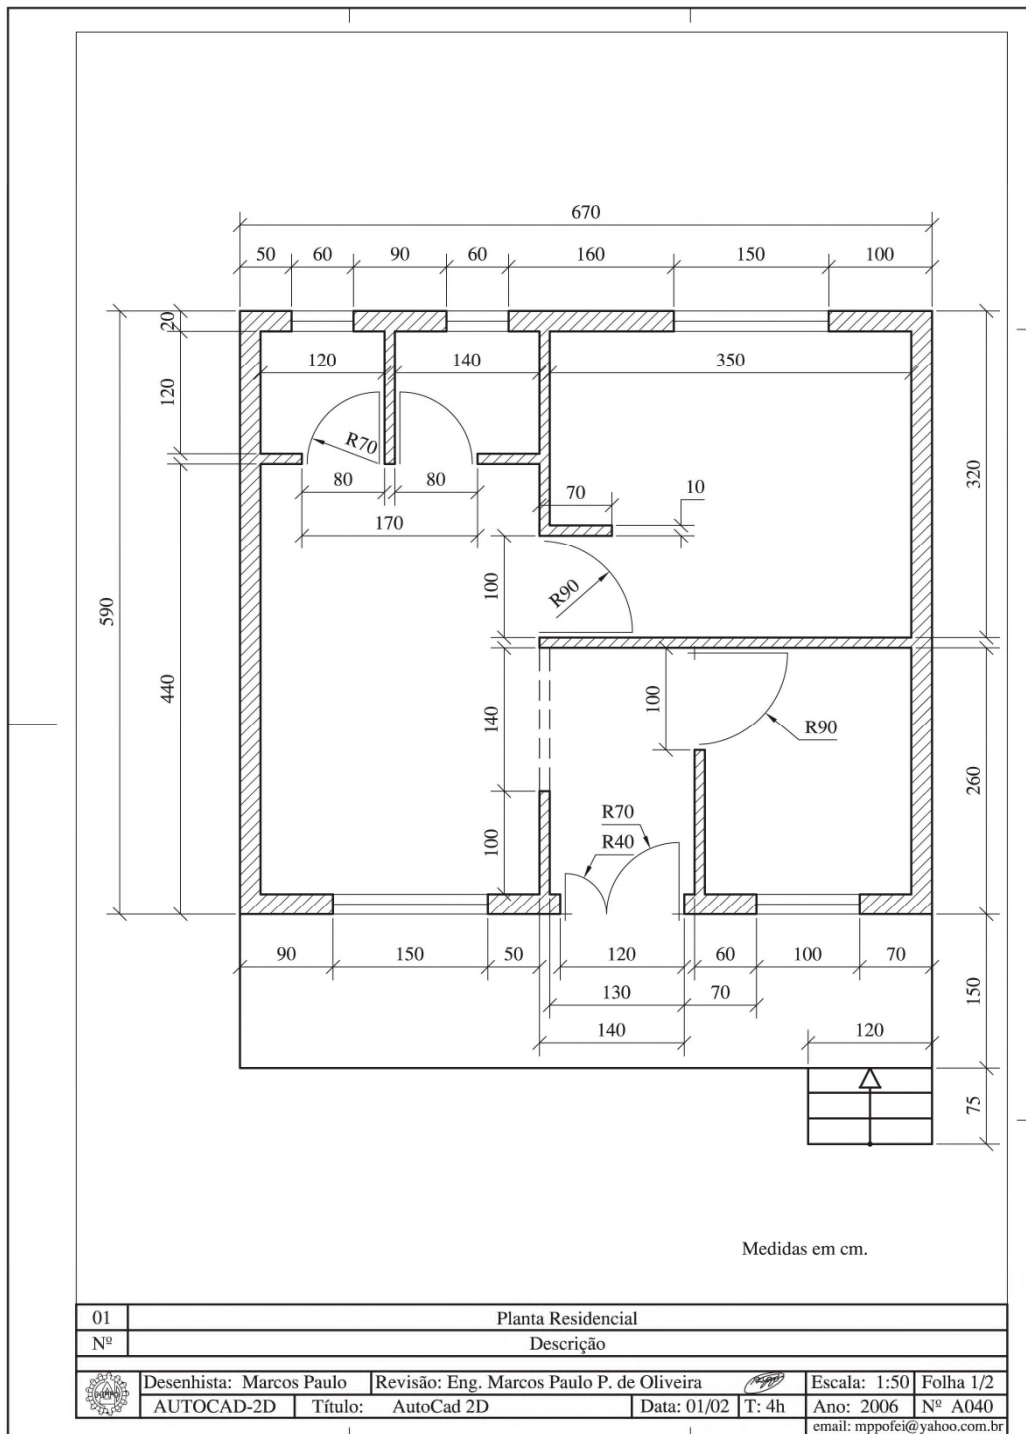 670
50 60 90 60 160 150 100
20
120 140 350
120
R70
80 80 70 10
170
320
100 R90
590
440
140 100 R90
260
100 R70
R40
90 150 50 120 60 100 70
130 70
140 120
150
75
Medidas em cm.
01 Planta Residencial
Nº Descrição
Desenhista: Marcos Paulo Revisão: Eng. Marcos Paulo P. de Oliveira Escala: 1:50 Folha 1/2
AUTOCAD-2D Título: AutoCad 2D Data: 01/02 T: 4h Ano: 2006 Nº A040
email: mppofei@yahoo.com.br